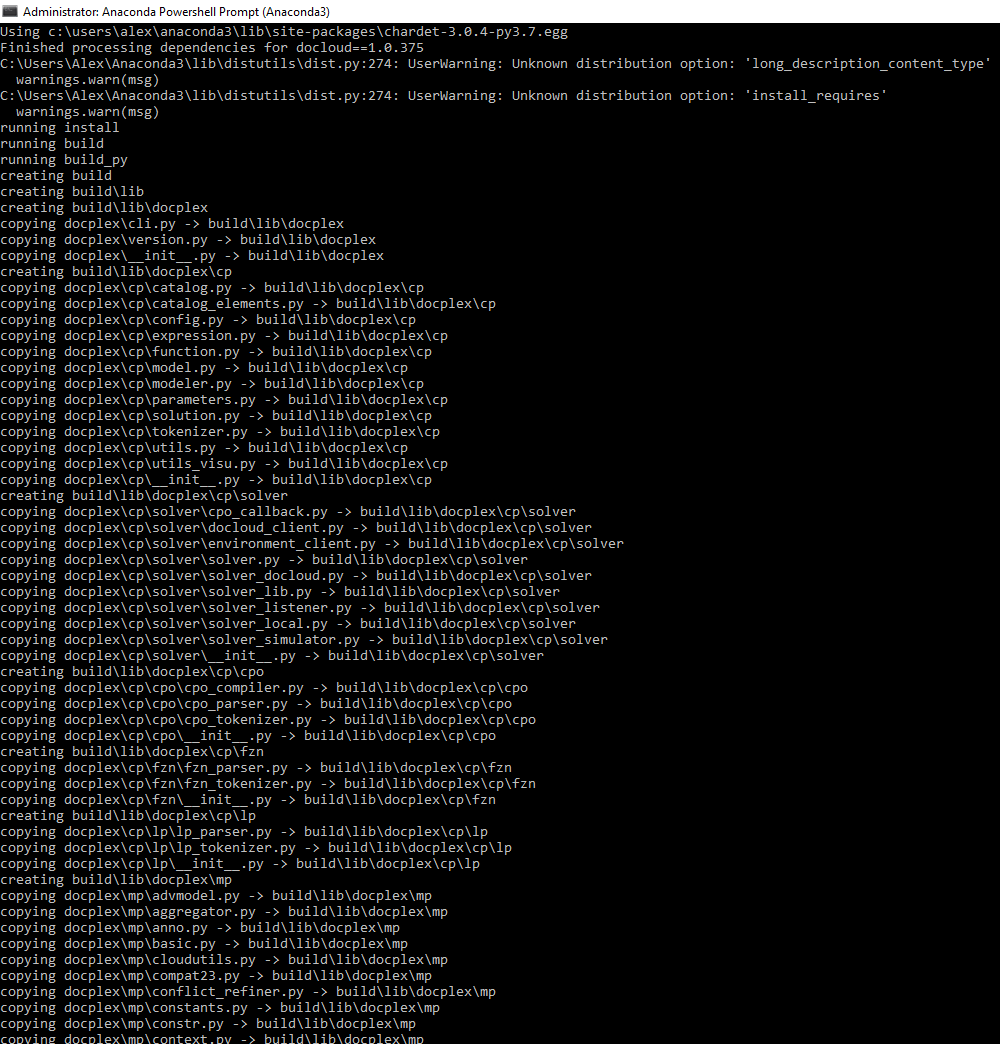 Administrator: Anaconda Powershell Prompt (Anaconda3)
Using c:\users\alex\anaconda3\lib\site-packages\chardet-3.0.4-py3.7.egg
Finished processing dependencies for docloud==1.0.375
C:\Users\Alex\Anaconda3\lib\distutils\dist.py:274: UserWarning: Unknown distribution option: 'long_description_content_type'
  warnings.warn(msg)
C:\Users\Alex\Anaconda3\lib\distutils\dist.py:274: UserWarning: Unknown distribution option: 'install_requires'
  warnings.warn(msg)
running install
running build
running build_py
creating build
creating build\lib
creating build\lib\docplex
copying docplex\cli.py -> build\lib\docplex
copying docplex\version.py -> build\lib\docplex
copying docplex\__init__.py -> build\lib\docplex
creating build\lib\docplex\cp
copying docplex\cp\catalog.py -> build\lib\docplex\cp
copying docplex\cp\catalog_elements.py -> build\lib\docplex\cp
copying docplex\cp\config.py -> build\lib\docplex\cp
copying docplex\cp\expression.py -> build\lib\docplex\cp
copying docplex\cp\function.py -> build\lib\docplex\cp
copying docplex\cp\model.py -> build\lib\docplex\cp
copying docplex\cp\modeler.py -> build\lib\docplex\cp
copying docplex\cp\parameters.py -> build\lib\docplex\cp
copying docplex\cp\solution.py -> build\lib\docplex\cp
copying docplex\cp\tokenizer.py -> build\lib\docplex\cp
copying docplex\cp\utils.py -> build\lib\docplex\cp
copying docplex\cp\utils_visu.py -> build\lib\docplex\cp
copying docplex\cp\__init__.py -> build\lib\docplex\cp
creating build\lib\docplex\cp\solver
copying docplex\cp\solver\cpo_callback.py -> build\lib\docplex\cp\solver
copying docplex\cp\solver\docloud_client.py -> build\lib\docplex\cp\solver
copying docplex\cp\solver\environment_client.py -> build\lib\docplex\cp\solver
copying docplex\cp\solver\solver.py -> build\lib\docplex\cp\solver
copying docplex\cp\solver\solver_docloud.py -> build\lib\docplex\cp\solver
copying docplex\cp\solver\solver_lib.py -> build\lib\docplex\cp\solver
copying docplex\cp\solver\solver_listener.py -> build\lib\docplex\cp\solver
copying docplex\cp\solver\solver_local.py -> build\lib\docplex\cp\solver
copying docplex\cp\solver\solver_simulator.py -> build\lib\docplex\cp\solver
copying docplex\cp\solver\__init__.py -> build\lib\docplex\cp\solver
creating build\lib\docplex\cp\cpo
copying docplex\cp\cpo\cpo_compiler.py -> build\lib\docplex\cp\cpo
copying docplex\cp\cpo\cpo_parser.py -> build\lib\docplex\cp\cpo
copying docplex\cp\cpo\cpo_tokenizer.py -> build\lib\docplex\cp\cpo
copying docplex\cp\cpo\__init__.py -> build\lib\docplex\cp\cpo
creating build\lib\docplex\cp\fzn
copying docplex\cp\fzn\fzn_parser.py -> build\lib\docplex\cp\fzn
copying docplex\cp\fzn\fzn_tokenizer.py -> build\lib\docplex\cp\fzn
copying docplex\cp\fzn\__init__.py -> build\lib\docplex\cp\fzn
creating build\lib\docplex\cp\lp
copying docplex\cp\lp\lp_parser.py -> build\lib\docplex\cp\lp
copying docplex\cp\lp\lp_tokenizer.py -> build\lib\docplex\cp\lp
copying docplex\cp\lp\__init__.py -> build\lib\docplex\cp\lp
creating build\lib\docplex\mp
copying docplex\mp\advmodel.py -> build\lib\docplex\mp
copying docplex\mp\aggregator.py -> build\lib\docplex\mp
copying docplex\mp\anno.py -> build\lib\docplex\mp
copying docplex\mp\basic.py -> build\lib\docplex\mp
copying docplex\mp\cloudutils.py -> build\lib\docplex\mp
copying docplex\mp\compat23.py -> build\lib\docplex\mp
copying docplex\mp\conflict_refiner.py -> build\lib\docplex\mp
copying docplex\mp\constants.py -> build\lib\docplex\mp
copying docplex\mp\constr.py -> build\lib\docplex\mp
copying docplex\mp\context.py -> build\lib\docplex\mp